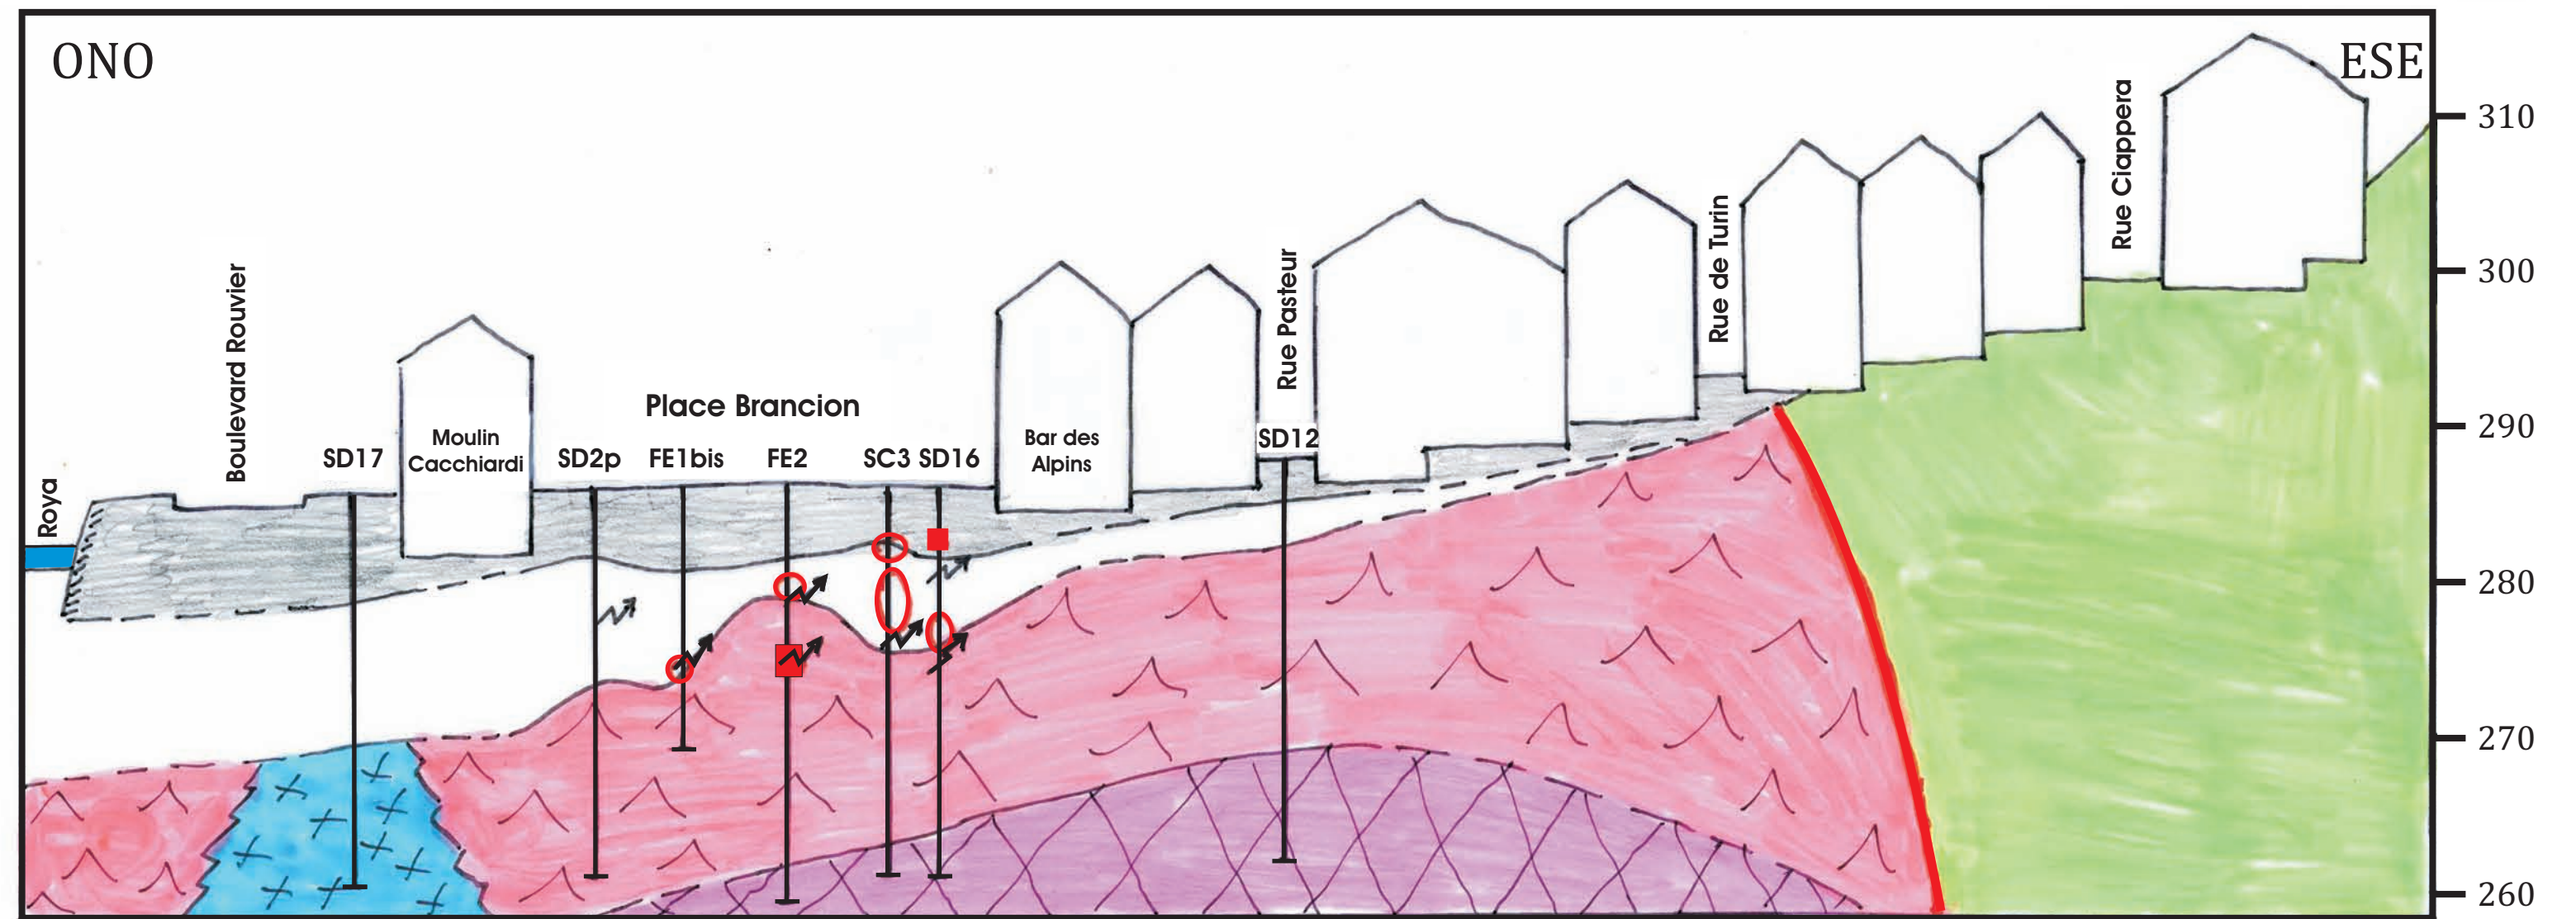 ONO
ESE
Roya
Boulevard Rouvier
SD17
Moulin
Cacchiardi
Place Brancion
SD2p
FE1bis
FE2
SC3
SD16
Bar des
Alpins
Rue Pasteur
SD12
Rue de Turin
Rue Ciappera
310
300
290
280
270
260